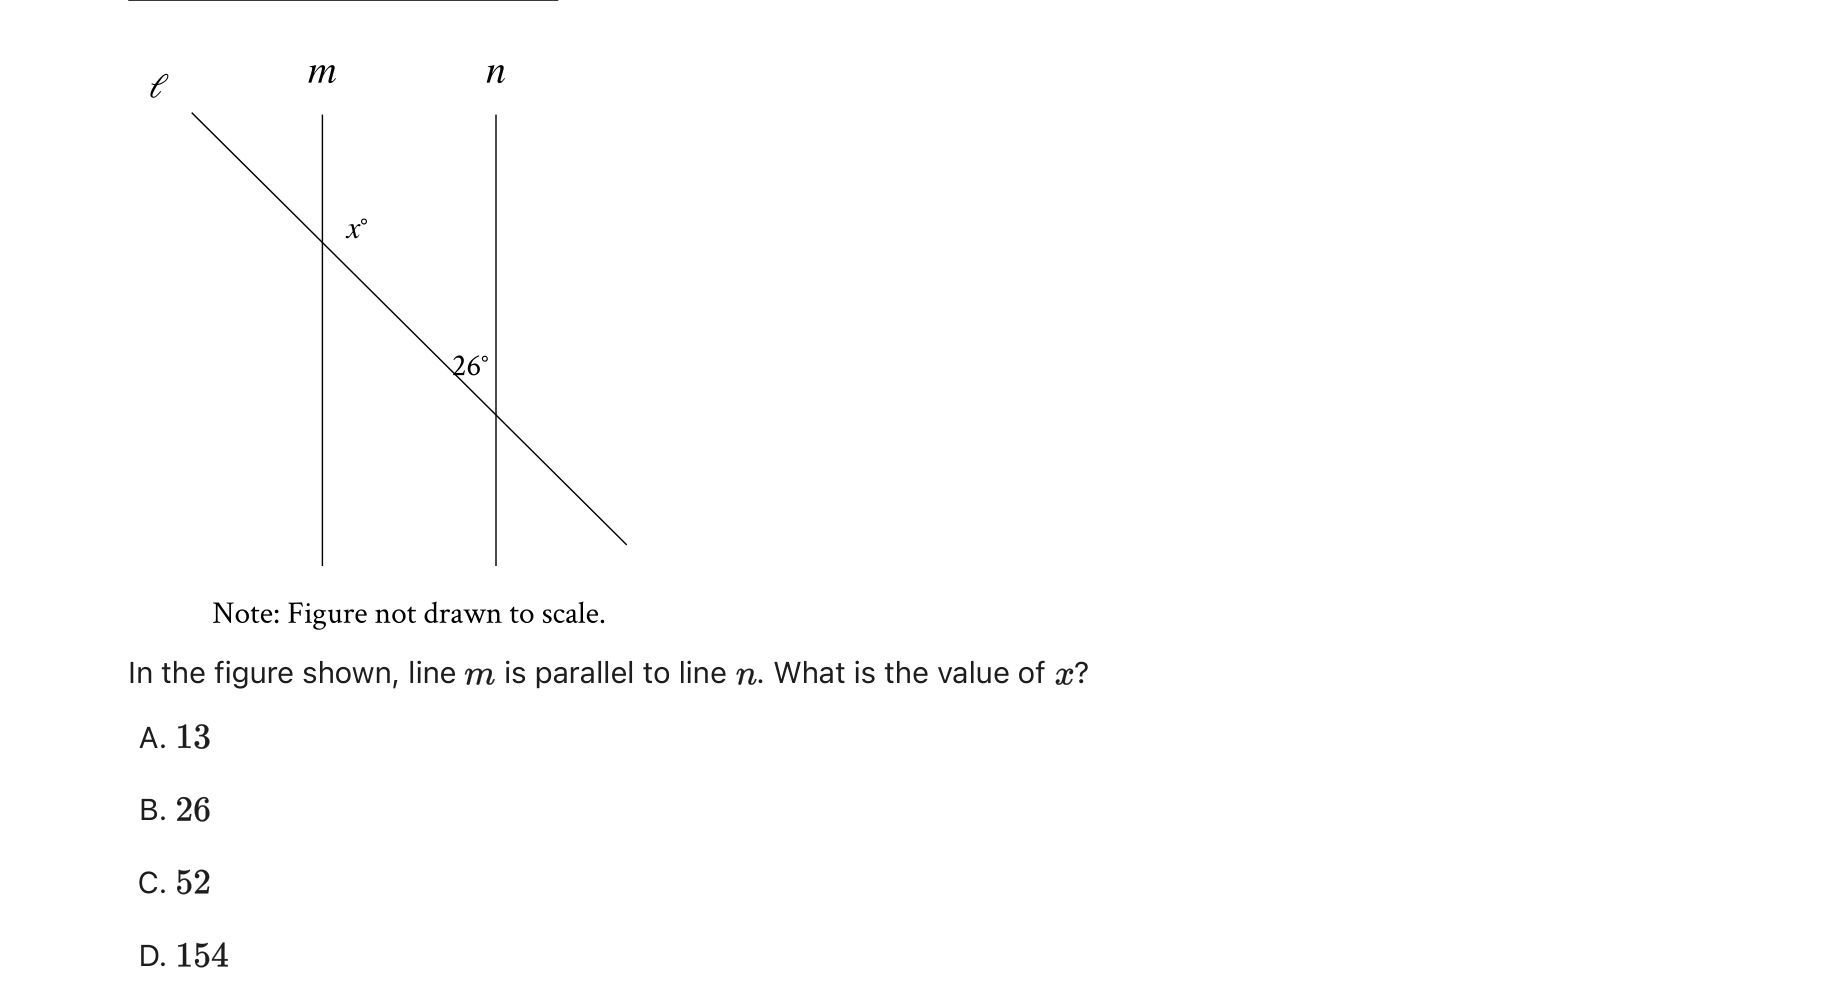 ℓ m n
x°
26°
Note: Figure not drawn to scale.
In the figure shown, line m is parallel to line n. What is the value of x?
A. 13
B. 26
C. 52
D. 154